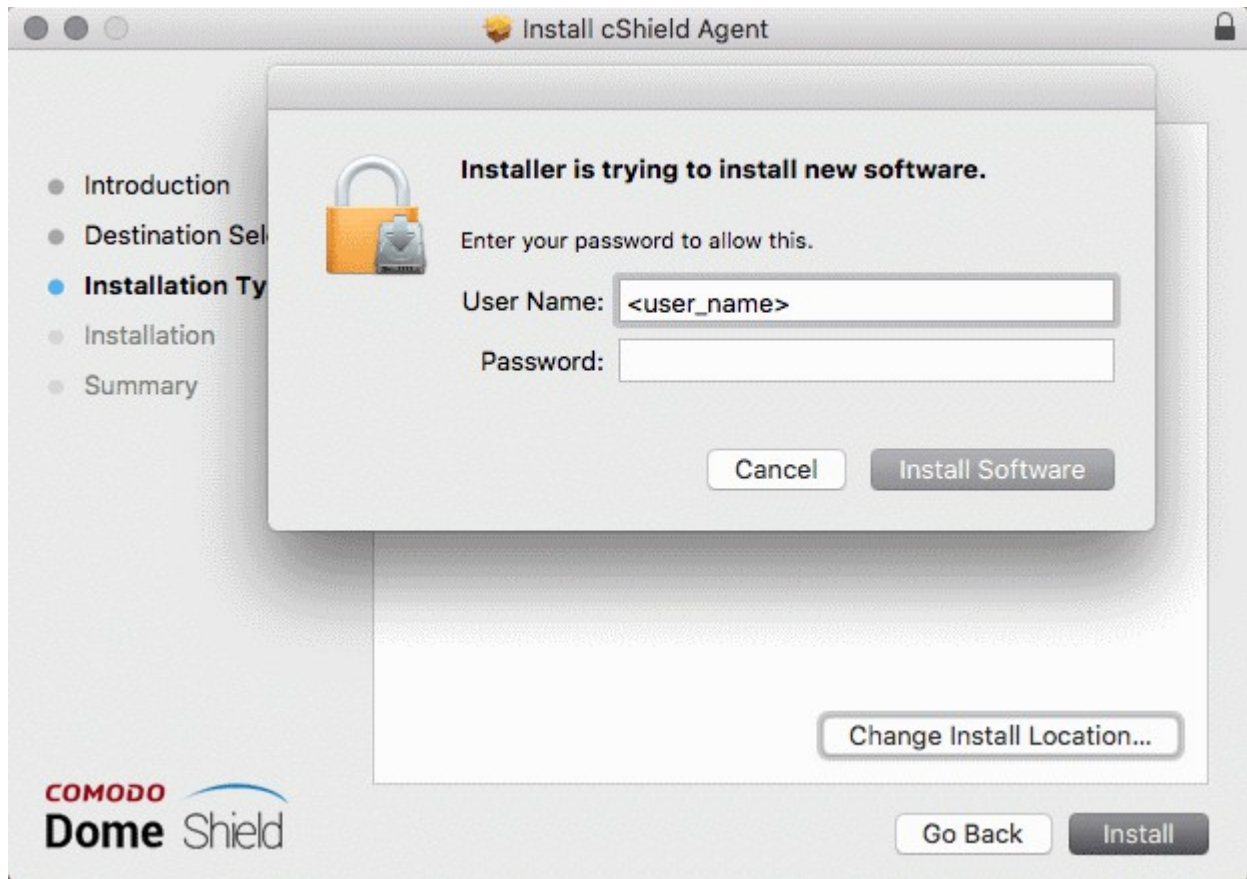 Install cShield Agent
Installer is trying to install new software.
Enter your password to allow this.
User Name: <user_name>
Password:
Cancel Install Software
Introduction
Destination Sel
Installation Ty
Installation
Summary
Change Install Location...
COMODO
Dome Shield
Go Back Install